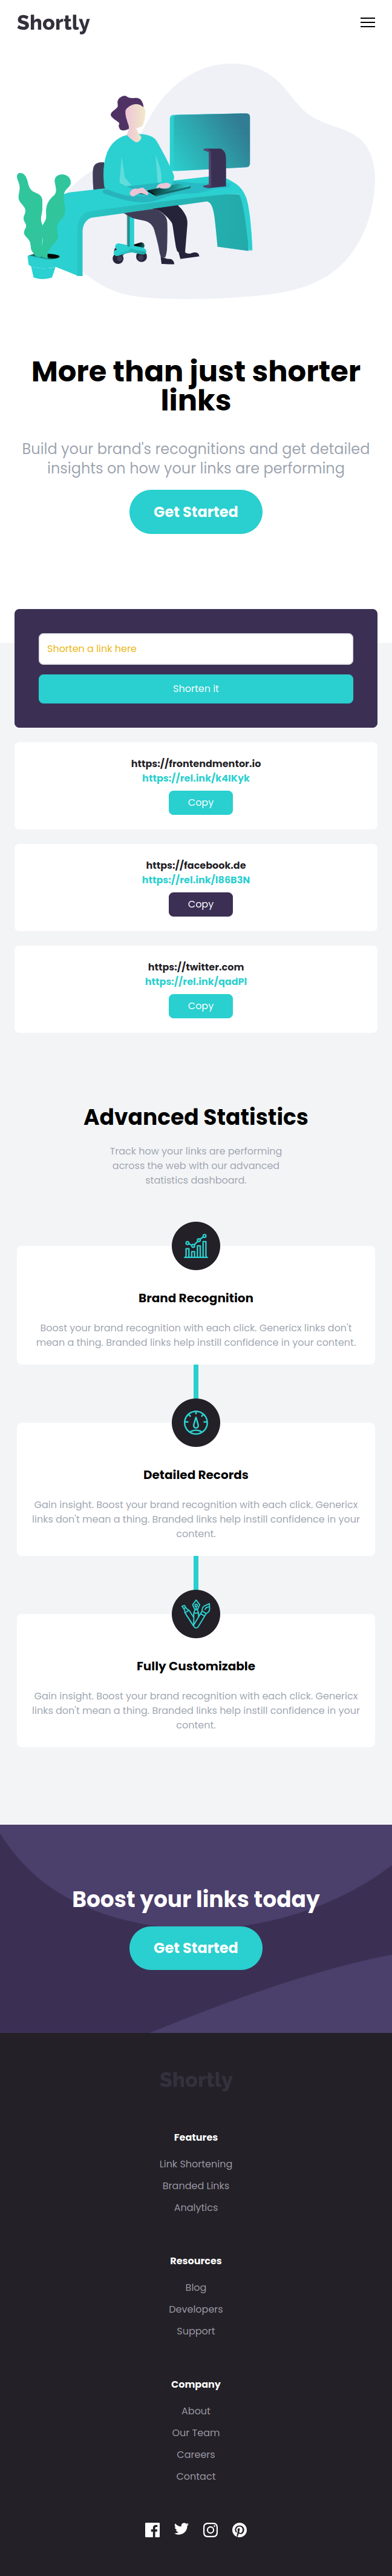 Shortly
More than just shorter
links
Build your brand's recognitions and get detailed
insights on how your links are performing
Get Started
Shorten a link here
Shorten it
https://frontendmentor.io
https://rel.ink/k4IKyk
Copy
https://facebook.de
https://rel.ink/l86B3N
Copy
https://twitter.com
https://rel.ink/qadPl
Copy
Advanced Statistics
Track how your links are performing
across the web with our advanced
statistics dashboard.
Brand Recognition
Boost your brand recognition with each click. Genericx links don't
mean a thing. Branded links help instill confidence in your content.
Detailed Records
Gain insight. Boost your brand recognition with each click. Genericx
links don't mean a thing. Branded links help instill confidence in your
content.
Fully Customizable
Gain insight. Boost your brand recognition with each click. Genericx
links don't mean a thing. Branded links help instill confidence in your
content.
Boost your links today
Get Started
Shortly
Features
Link Shortening
Branded Links
Analytics
Resources
Blog
Developers
Support
Company
About
Our Team
Careers
Contact